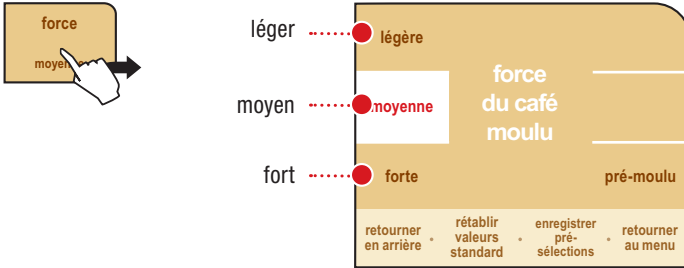 force
moyenne
léger
moyen
fort
légère
moyenne
forte
force
du café
moulu
pré-moulu
retourner
en arrière
rétablir
valeurs
standard
enregistrer
pré-
sélections
retourner
au menu